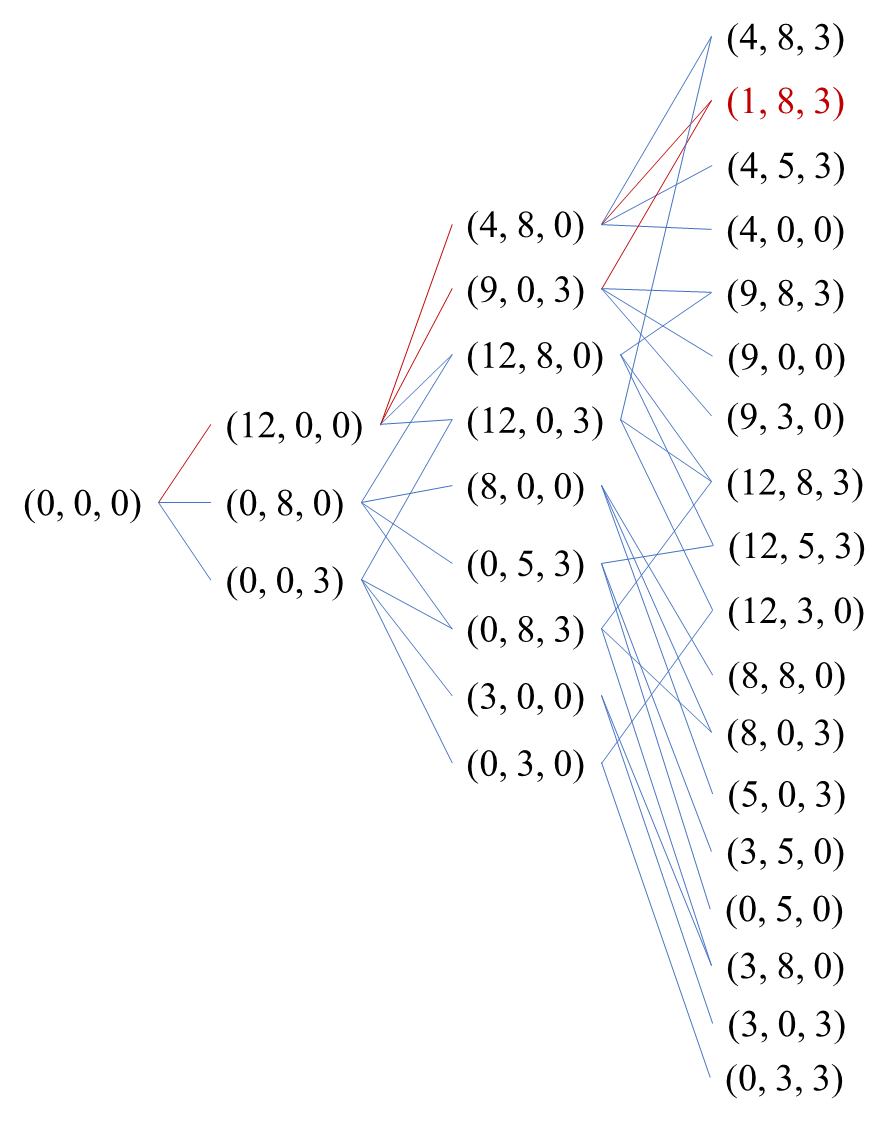 (0, 0, 0)
(12, 0, 0)
(0, 8, 0)
(0, 0, 3)
(4, 8, 0)
(9, 0, 3)
(12, 8, 0)
(12, 0, 3)
(8, 0, 0)
(0, 5, 3)
(0, 8, 3)
(3, 0, 0)
(0, 3, 0)
(4, 8, 3)
(1, 8, 3)
(4, 5, 3)
(4, 0, 0)
(9, 8, 3)
(9, 0, 0)
(9, 3, 0)
(12, 8, 3)
(12, 5, 3)
(12, 3, 0)
(8, 8, 0)
(8, 0, 3)
(5, 0, 3)
(3, 5, 0)
(0, 5, 0)
(3, 8, 0)
(3, 0, 3)
(0, 3, 3)